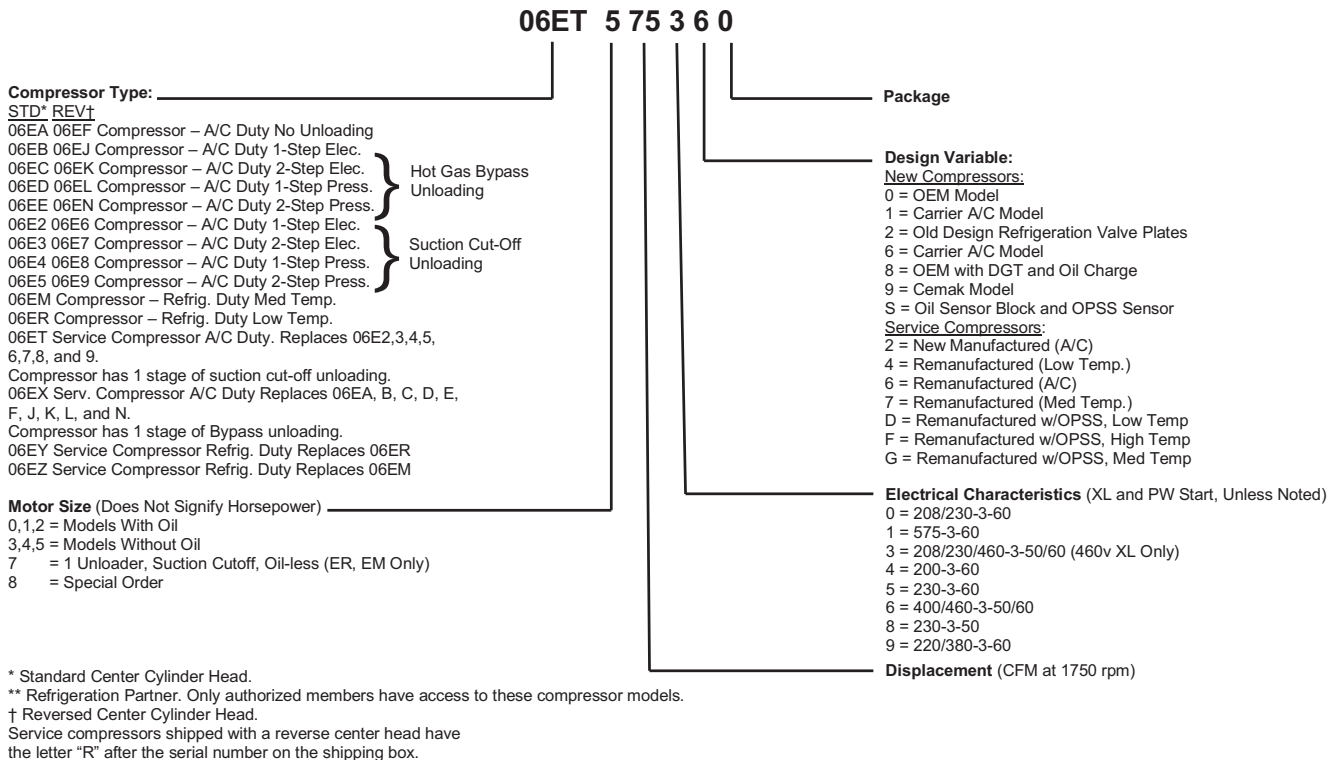 06ET 5 75 3 6 0
Compressor Type:
STD* REV†
06EA 06EF Compressor – A/C Duty No Unloading
06EB 06EJ Compressor – A/C Duty 1-Step Elec.
06EC 06EK Compressor – A/C Duty 2-Step Elec.
06ED 06EL Compressor – A/C Duty 1-Step Press.
06EE 06EN Compressor – A/C Duty 2-Step Press.
Hot Gas Bypass
Unloading
06E2 06E6 Compressor – A/C Duty 1-Step Elec.
06E3 06E7 Compressor – A/C Duty 2-Step Elec.
06E4 06E8 Compressor – A/C Duty 1-Step Press.
06E5 06E9 Compressor – A/C Duty 2-Step Press.
Suction Cut-Off
Unloading
06EM Compressor – Refrig. Duty Med Temp.
06ER Compressor – Refrig. Duty Low Temp.
06ET Service Compressor A/C Duty. Replaces 06E2,3,4,5,
6,7,8, and 9.
Compressor has 1 stage of suction cut-off unloading.
06EX Serv. Compressor A/C Duty Replaces 06EA, B, C, D, E,
F, J, K, L, and N.
Compressor has 1 stage of Bypass unloading.
06EY Service Compressor Refrig. Duty Replaces 06ER
06EZ Service Compressor Refrig. Duty Replaces 06EM
Motor Size (Does Not Signify Horsepower)
0,1,2 = Models With Oil
3,4,5 = Models Without Oil
7 = 1 Unloader, Suction Cutoff, Oil-less (ER, EM Only)
8 = Special Order
Package
Design Variable:
New Compressors:
0 = OEM Model
1 = Carrier A/C Model
2 = Old Design Refrigeration Valve Plates
6 = Carrier A/C Model
8 = OEM with DGT and Oil Charge
9 = Cemak Model
S = Oil Sensor Block and OPSS Sensor
Service Compressors:
2 = New Manufactured (A/C)
4 = Remanufactured (Low Temp.)
6 = Remanufactured (A/C)
7 = Remanufactured (Med Temp.)
D = Remanufactured w/OPSS, Low Temp
F = Remanufactured w/OPSS, High Temp
G = Remanufactured w/OPSS, Med Temp
Electrical Characteristics (XL and PW Start, Unless Noted)
0 = 208/230-3-60
1 = 575-3-60
3 = 208/230/460-3-50/60 (460v XL Only)
4 = 200-3-60
5 = 230-3-60
6 = 400/460-3-50/60
8 = 230-3-50
9 = 220/380-3-60
Displacement (CFM at 1750 rpm)
* Standard Center Cylinder Head.
** Refrigeration Partner. Only authorized members have access to these compressor models.
† Reversed Center Cylinder Head.
Service compressors shipped with a reverse center head have
the letter “R” after the serial number on the shipping box.